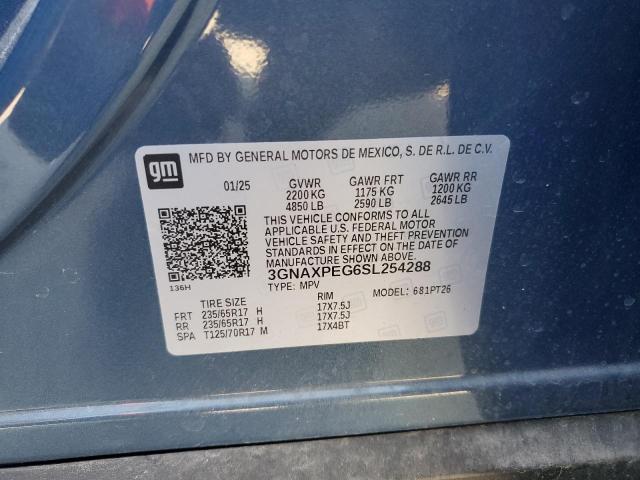 gm
MFD BY GENERAL MOTORS DE MEXICO, S. DE R.L. DE C.V.
01/25 GVWR GAWR FRT GAWR RR
2200 KG 1175 KG 1200 KG
4850 LB 2590 LB 2645 LB
THIS VEHICLE CONFORMS TO ALL
APPLICABLE U.S. FEDERAL MOTOR
VEHICLE SAFETY AND THEFT PREVENTION
STANDARDS IN EFFECT ON THE DATE
OF MANUFACTURE SHOWN ABOVE.
3GNAXPEG6SL254288
136H
TYPE: MPV MODEL: 681PT26
TIRE SIZE RIM
FRT 235/65R17 H 17X7.5J
RR 235/65R17 H 17X7.5J
SPA T125/70R17 M 17X4BT